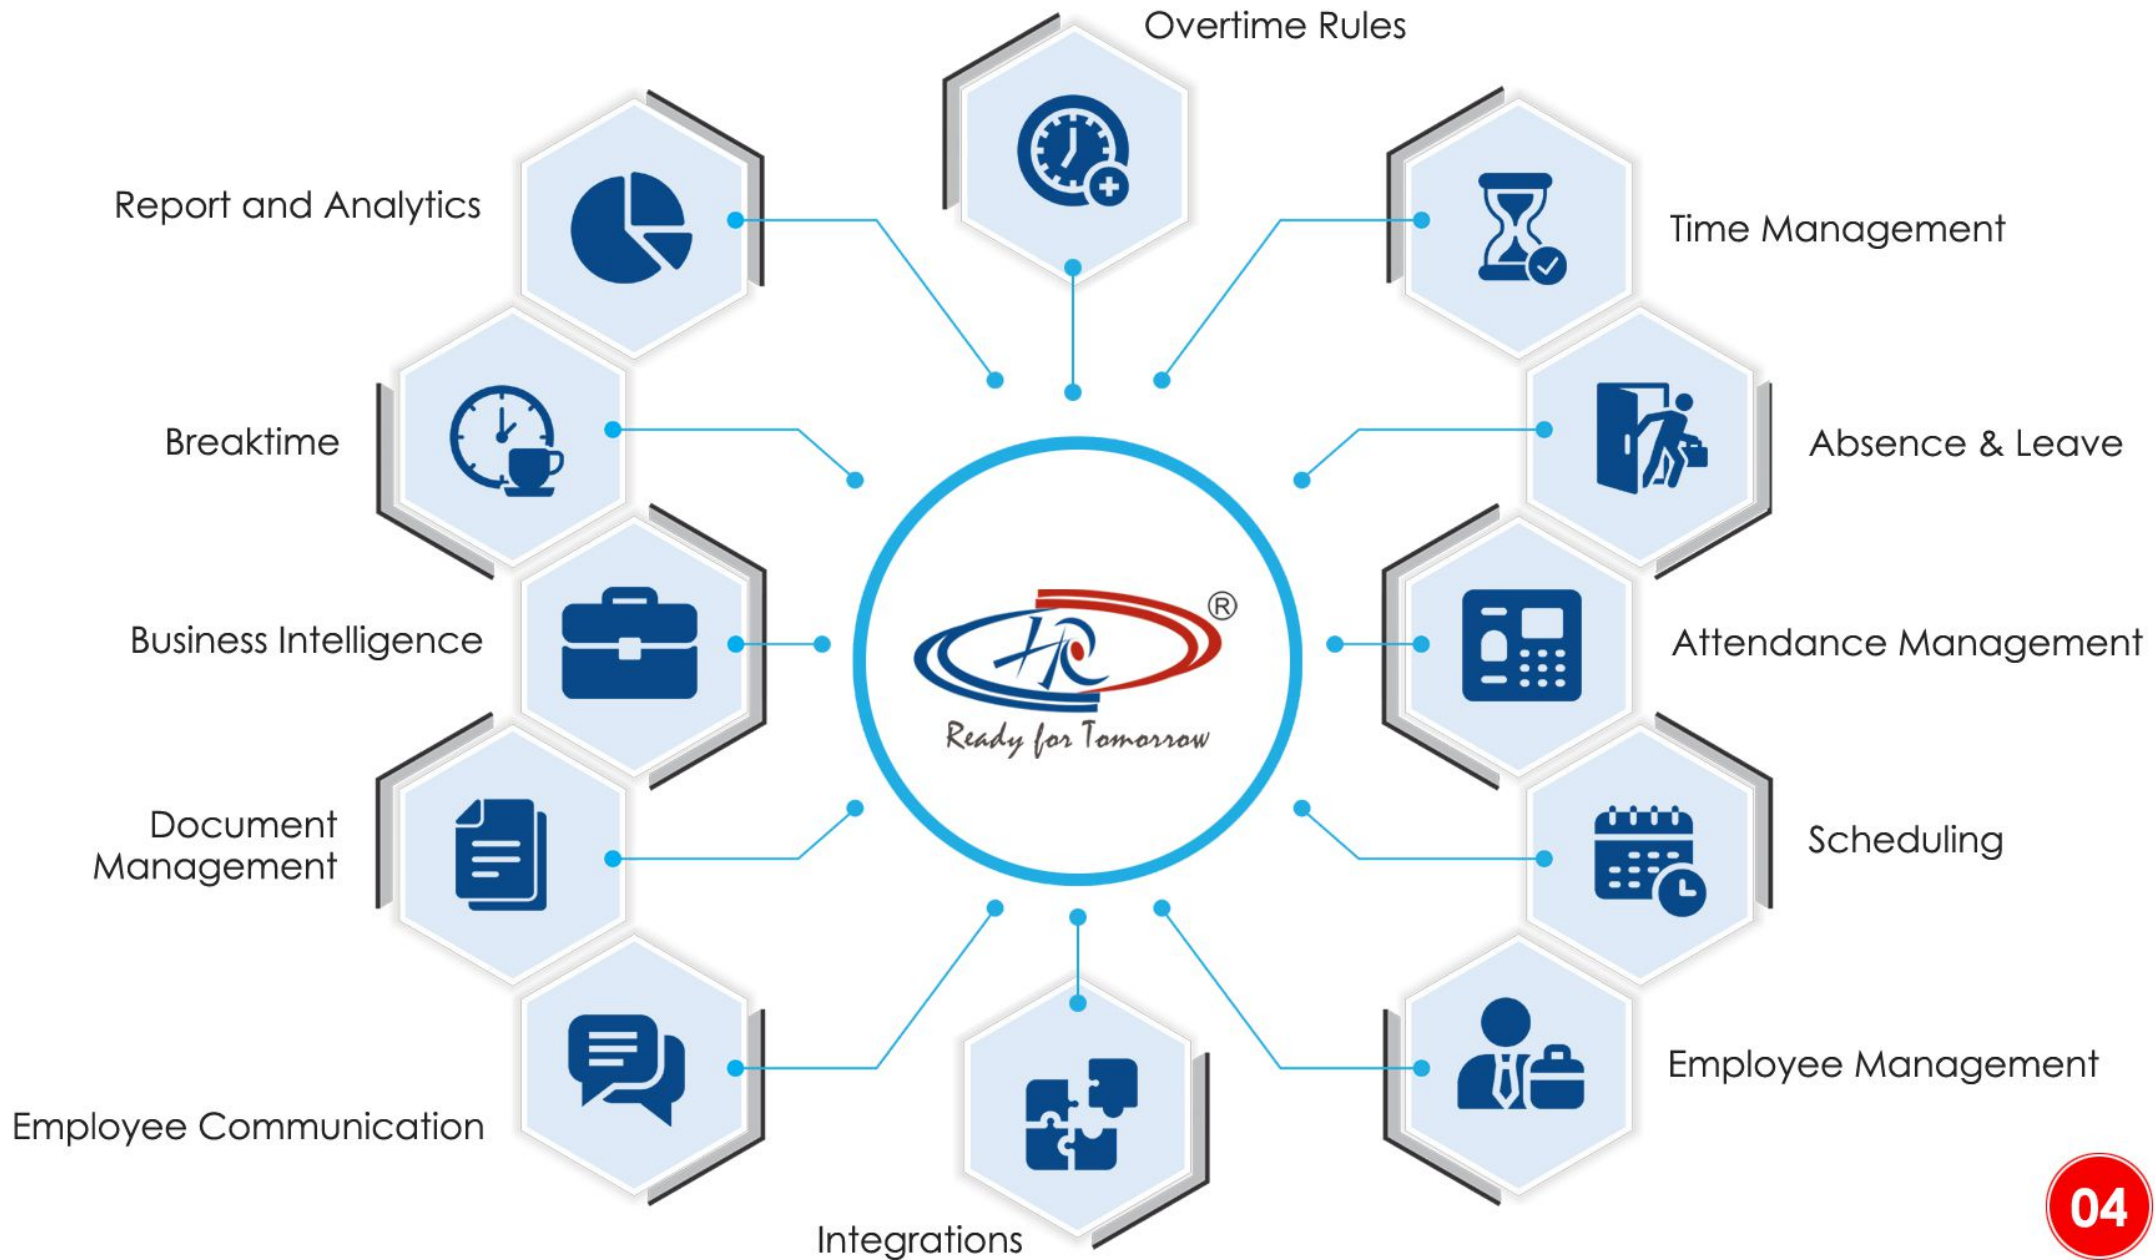 Overtime Rules
Report and Analytics
Time Management
Breaktime
Absence & Leave
Business Intelligence
HR
®
Ready for Tomorrow
Attendance Management
Document
Management
Scheduling
Employee Communication
Employee Management
Integrations
04